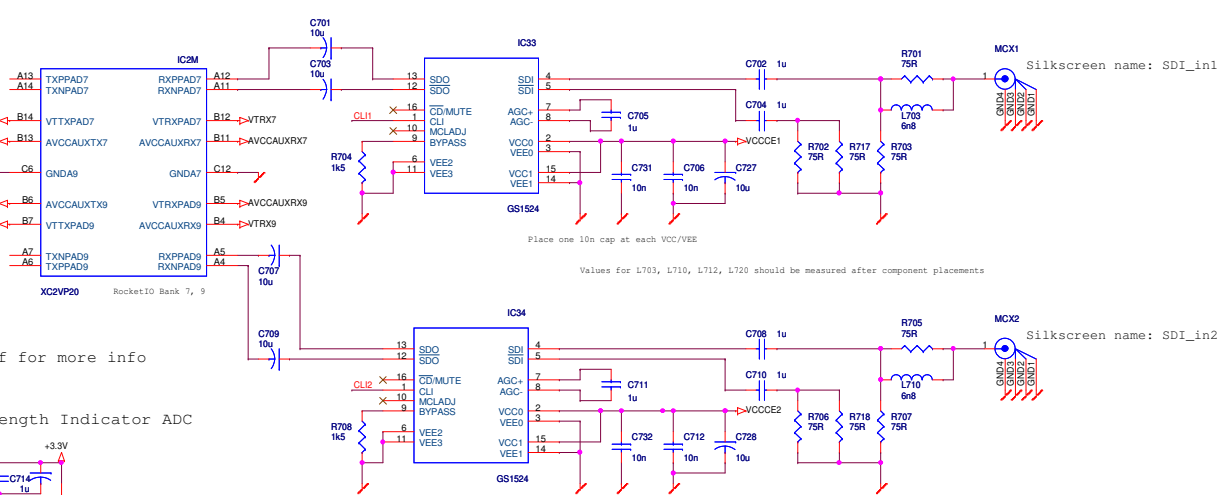 C701
10u
IC2M
IC33
MCX1
R701
75R
Silkscreen name: SDI_in1
C703
10u
C702 1u
A13 TXPPAD7 RXPPAD7 A12
A14 TXNPAD7 RXNPAD7 A11
13 SDO SDI 4
12 SDO SDI 5
1
GND4
GND3
GND2
GND1
L703
6n8
C704 1u
16 CD/MUTE AGC+ 7
CLI1 1 CLI AGC- 8
10 MCLADJ
9 BYPASS VCC0 2
VEE0 3
6 VEE2
11 VEE3 VCC1 15
VEE1 14
GS1524
C705
1u
VCCCE1
B14 VTTXPAD7 VTRXPAD7 B12 VTRX7
B13 AVCCAUXTX7 AVCCAUXRX7 B11 AVCCAUXRX7
C6 GNDA9 GNDA7 C12
B6 AVCCAUXTX9 VTRXPAD9 B5 AVCCAUXRX9
B7 VTTXPAD9 AVCCAUXRX9 B4 VTRX9
A7 TXNPAD9 RXPPAD9 A5
A6 TXPPAD9 RXNPAD9 A4
XC2VP20
RocketIO Bank 7, 9
R704
1k5
C731
10n
C706
10n
C727
10u
R702
75R
R717
75R
R703
75R
Place one 10n cap at each VCC/VEE
Values for L703, L710, L712, L720 should be measured after component placements
C707
10u
C709
10u
IC34
MCX2
R705
75R
Silkscreen name: SDI_in2
C708 1u
13 SDO SDI 4
12 SDO SDI 5
1
GND4
GND3
GND2
GND1
L710
6n8
C710 1u
16 CD/MUTE AGC+ 7
CLI2 1 CLI AGC- 8
10 MCLADJ
9 BYPASS VCC0 2
VEE0 3
6 VEE2
11 VEE3 VCC1 15
VEE1 14
GS1524
C711
1u
VCCCE2
R708
1k5
C732
10n
C712
10n
C728
10u
R706
75R
R718
75R
R707
75R
f for more info
ength Indicator ADC
+3.3V
C714
1u